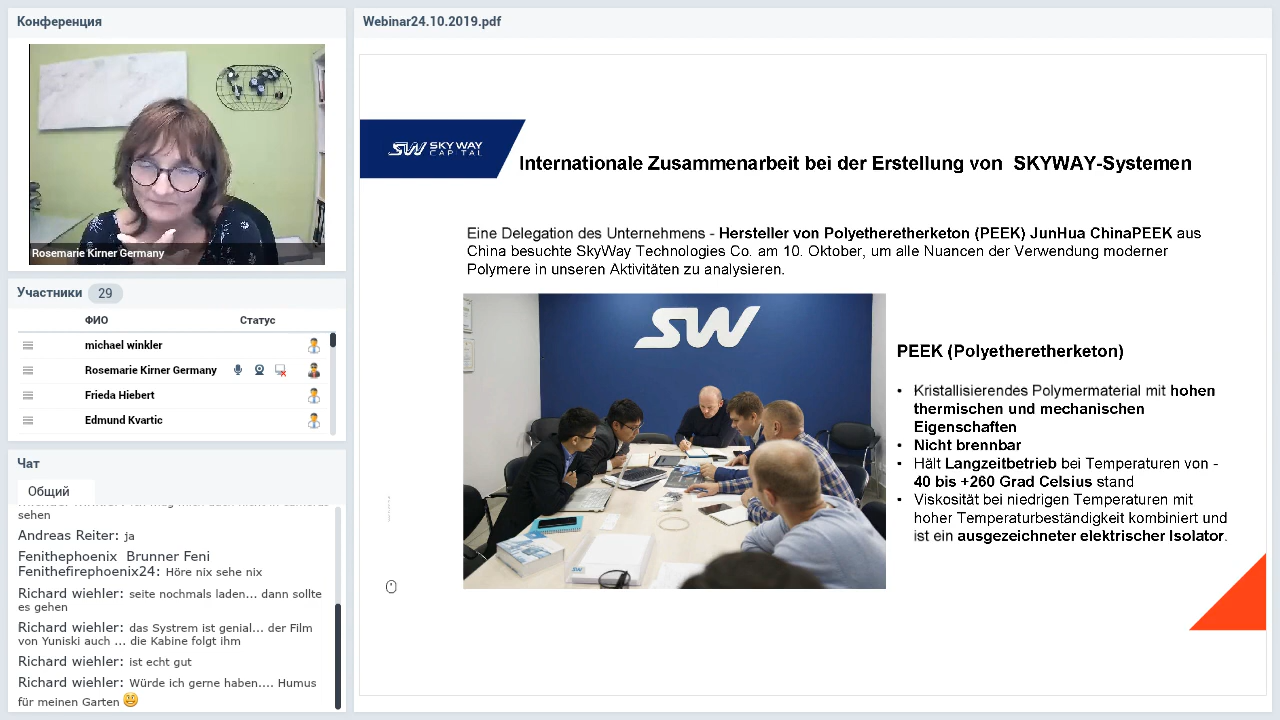 Конференция
Rosemarie Kirner Germany
Участники 29
ФИО Статус
michael winkler
Rosemarie Kirner Germany
Frieda Hiebert
Edmund Kvartic
Чат
Общий
sehen
Andreas Reiter: ja
Fenithephoenix Brunner Feni
Fenithefirephoenix24: Höre nix sehe nix
Richard wiehler: seite nochmals laden... dann sollte
es gehen
Richard wiehler: das Systrem ist genial... der Film
von Yuniski auch ... die Kabine folgt ihm
Richard wiehler: ist echt gut
Richard wiehler: Würde ich gerne haben.... Humus
für meinen Garten
Webinar24.10.2019.pdf
SW SKY WAY
CAPITAL
Internationale Zusammenarbeit bei der Erstellung von SKYWAY-Systemen
Eine Delegation des Unternehmens - Hersteller von Polyetheretherketon (PEEK) JunHua ChinaPEEK aus
China besuchte SkyWay Technologies Co. am 10. Oktober, um alle Nuancen der Verwendung moderner
Polymere in unseren Aktivitäten zu analysieren.
SW
PEEK (Polyetheretherketon)
• Kristallisierendes Polymermaterial mit hohen
thermischen und mechanischen
Eigenschaften
• Nicht brennbar
• Hält Langzeitbetrieb bei Temperaturen von -
40 bis +260 Grad Celsius stand
• Viskosität bei niedrigen Temperaturen mit
hoher Temperaturbeständigkeit kombiniert und
ist ein ausgezeichneter elektrischer Isolator.